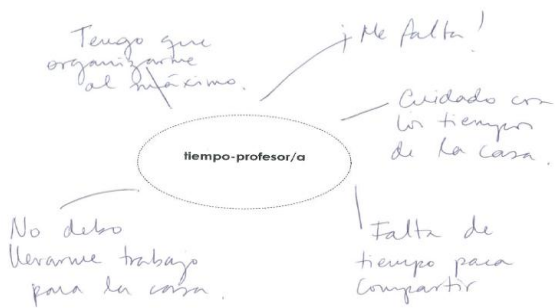 Tengo que
organizarme
al máximo.
¡Me falta!
Cuidado con
los tiempos
de la casa.
tiempo-profesor/a
No debo
llevarme trabajo
para la casa.
Falta de
tiempo para
compartir